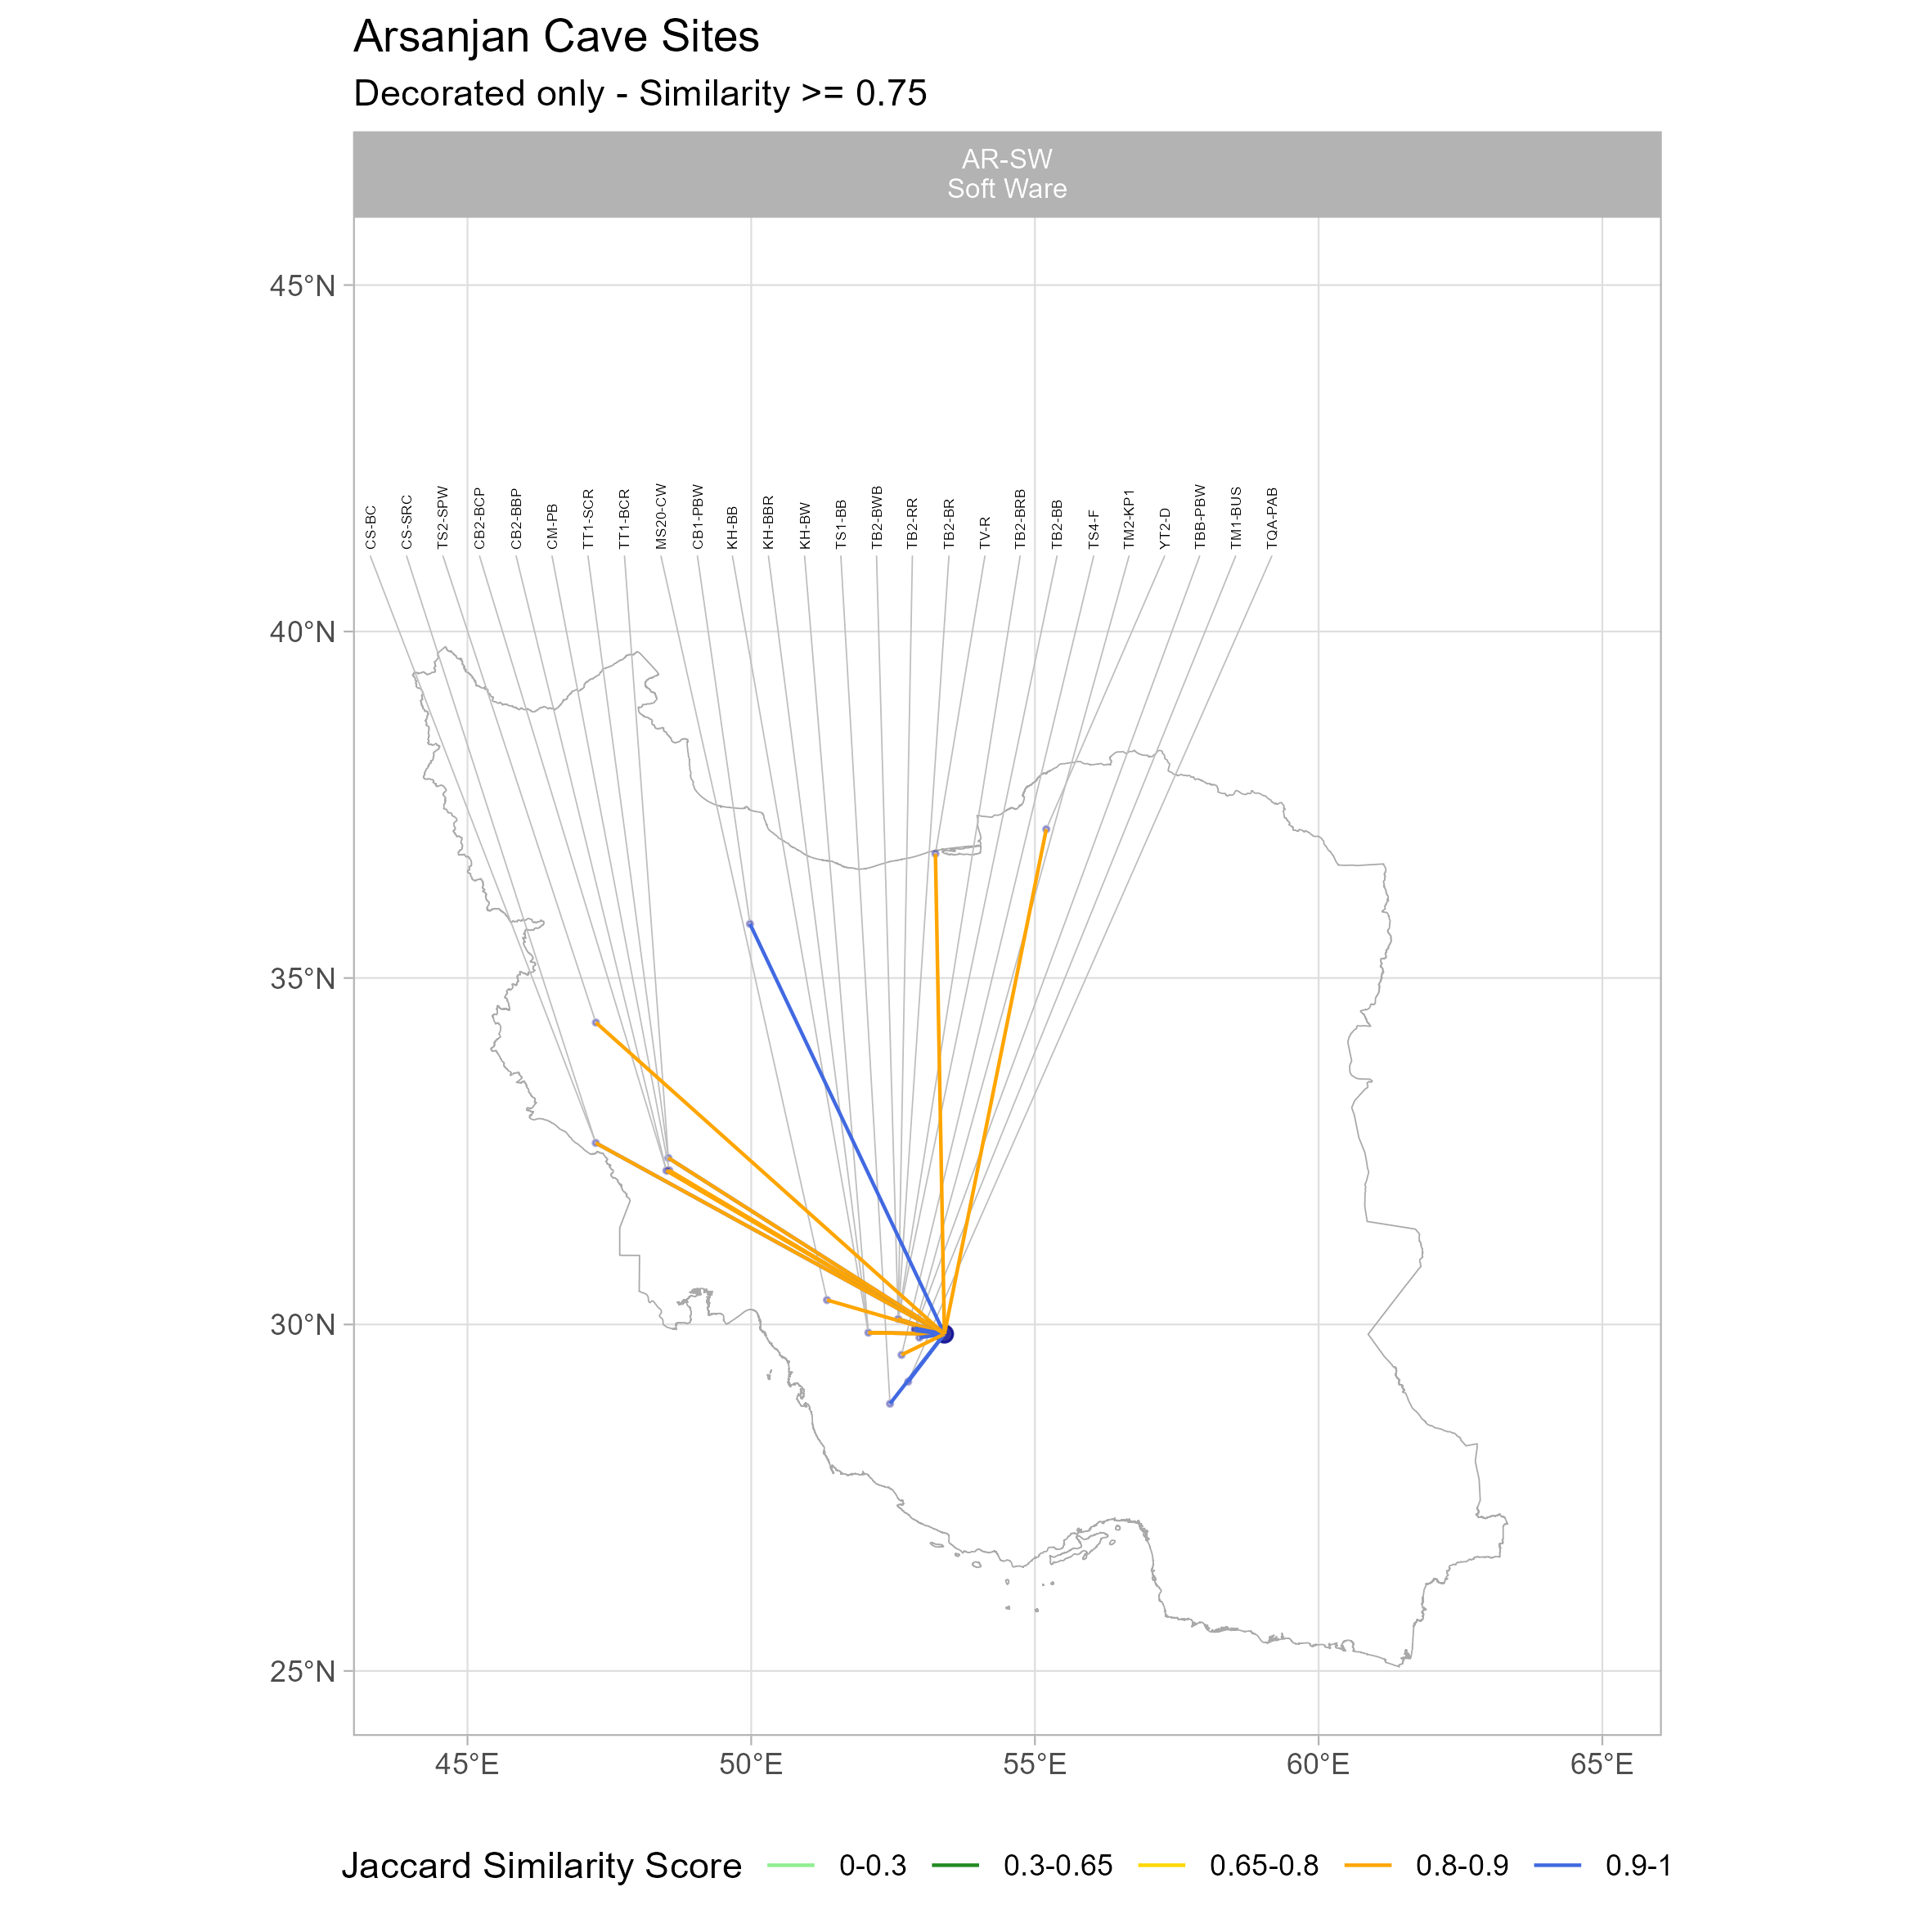 Arsanjan Cave Sites
Decorated only - Similarity >= 0.75
AR-SW
Soft Ware
45°N
CS-BC
CS-SRC
TS2-SPW
CB2-BCP
CB2-BBP
CM-PB
TT1-SCR
TT1-BCR
MS20-CW
CB1-PBW
KH-BB
KH-BBR
KH-BW
TS1-BB
TB2-BWB
TB2-RR
TB2-BR
TV-R
TB2-BRB
TB2-BB
TS4-F
TM2-KP1
YT2-D
TBB-PBW
TM1-BUS
TQA-PAB
40°N
35°N
30°N
25°N
45°E 50°E 55°E 60°E 65°E
Jaccard Similarity Score 0-0.3 0.3-0.65 0.65-0.8 0.8-0.9 0.9-1